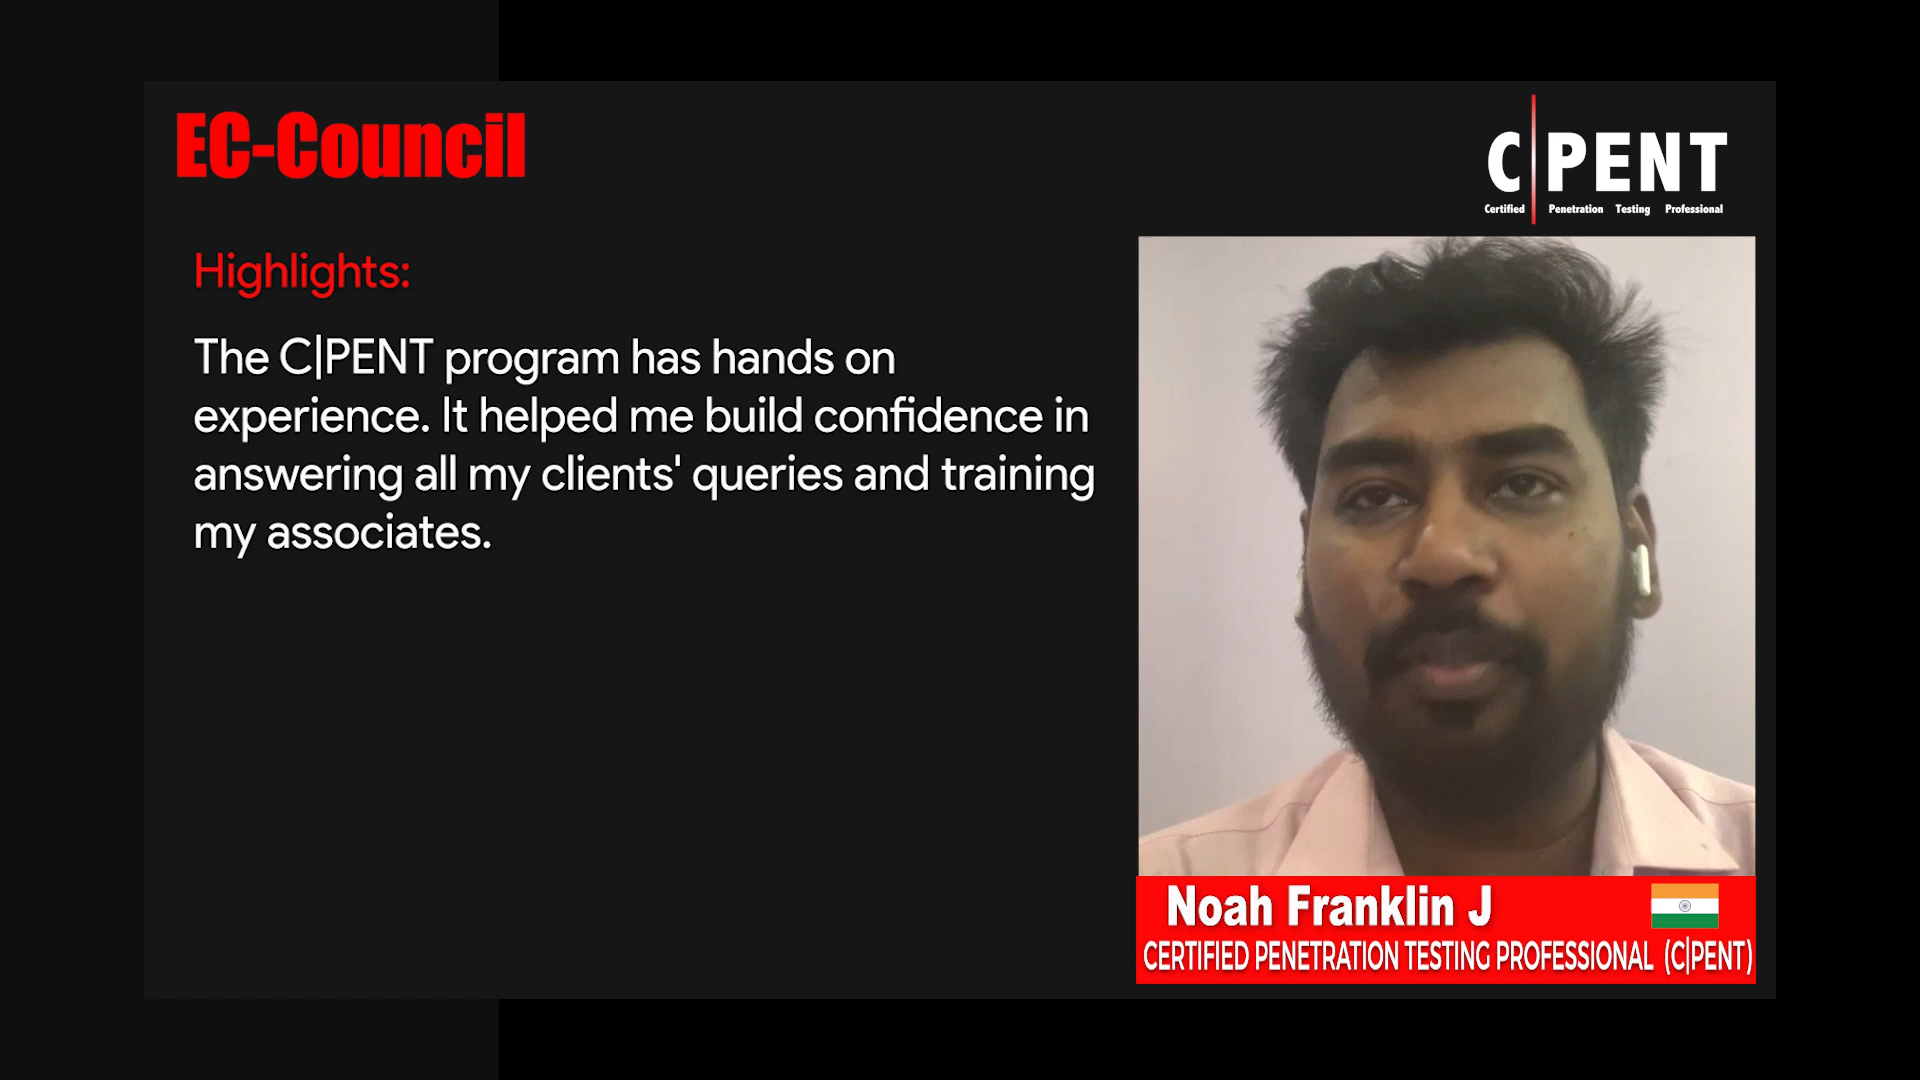 EC-Council
C|PENT
Certified Penetration Testing Professional
Highlights:
The C|PENT program has hands on
experience. It helped me build confidence in
answering all my clients' queries and training
my associates.
Noah Franklin J
CERTIFIED PENETRATION TESTING PROFESSIONAL (C|PENT)